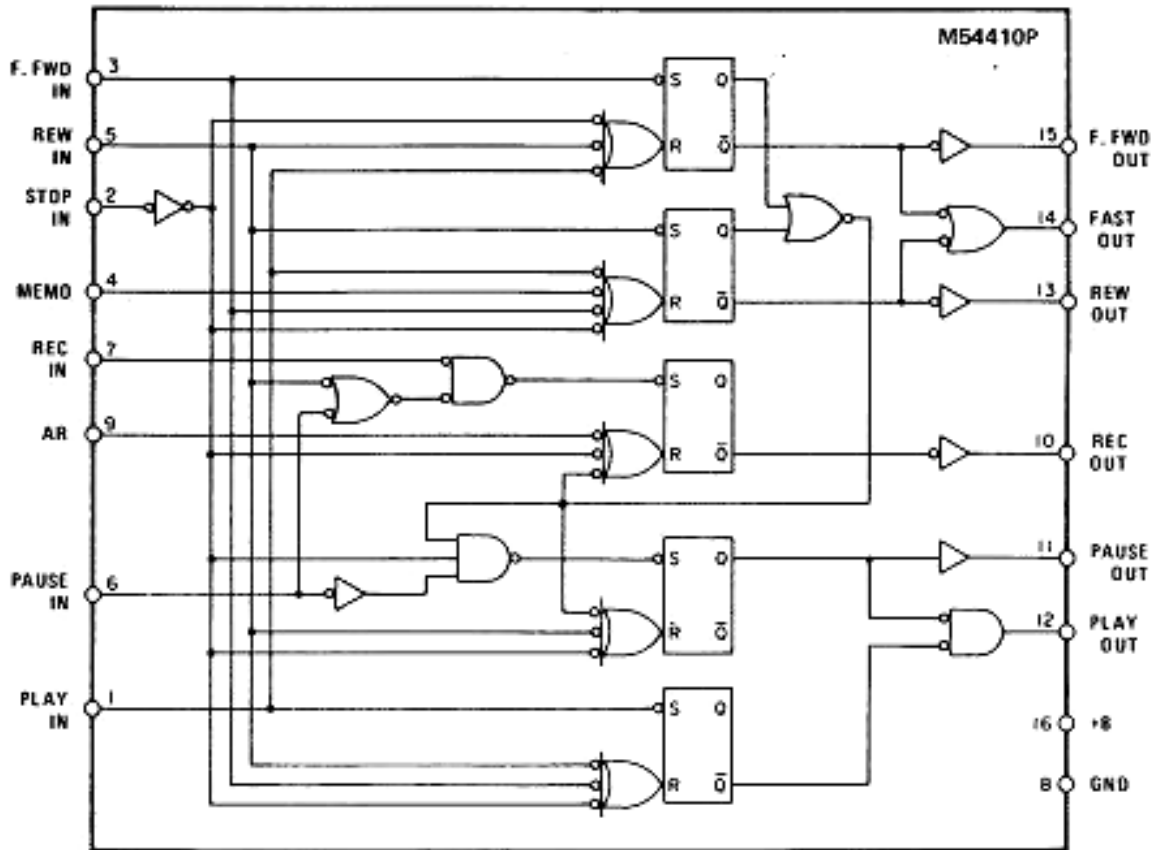 M54410P
F. FWD
IN
3
REW
IN
5
STOP
IN
2
MEMO
4
REC
IN
7
AR
9
PAUSE
IN
6
PLAY
IN
1
S Q
R Q̅
S Q
R Q̅
S Q
R Q̅
S Q
R Q̅
S Q
R Q̅
15 F. FWD
OUT
14 FAST
OUT
13 REW
OUT
10 REC
OUT
11 PAUSE
OUT
12 PLAY
OUT
16 +B
8 GND